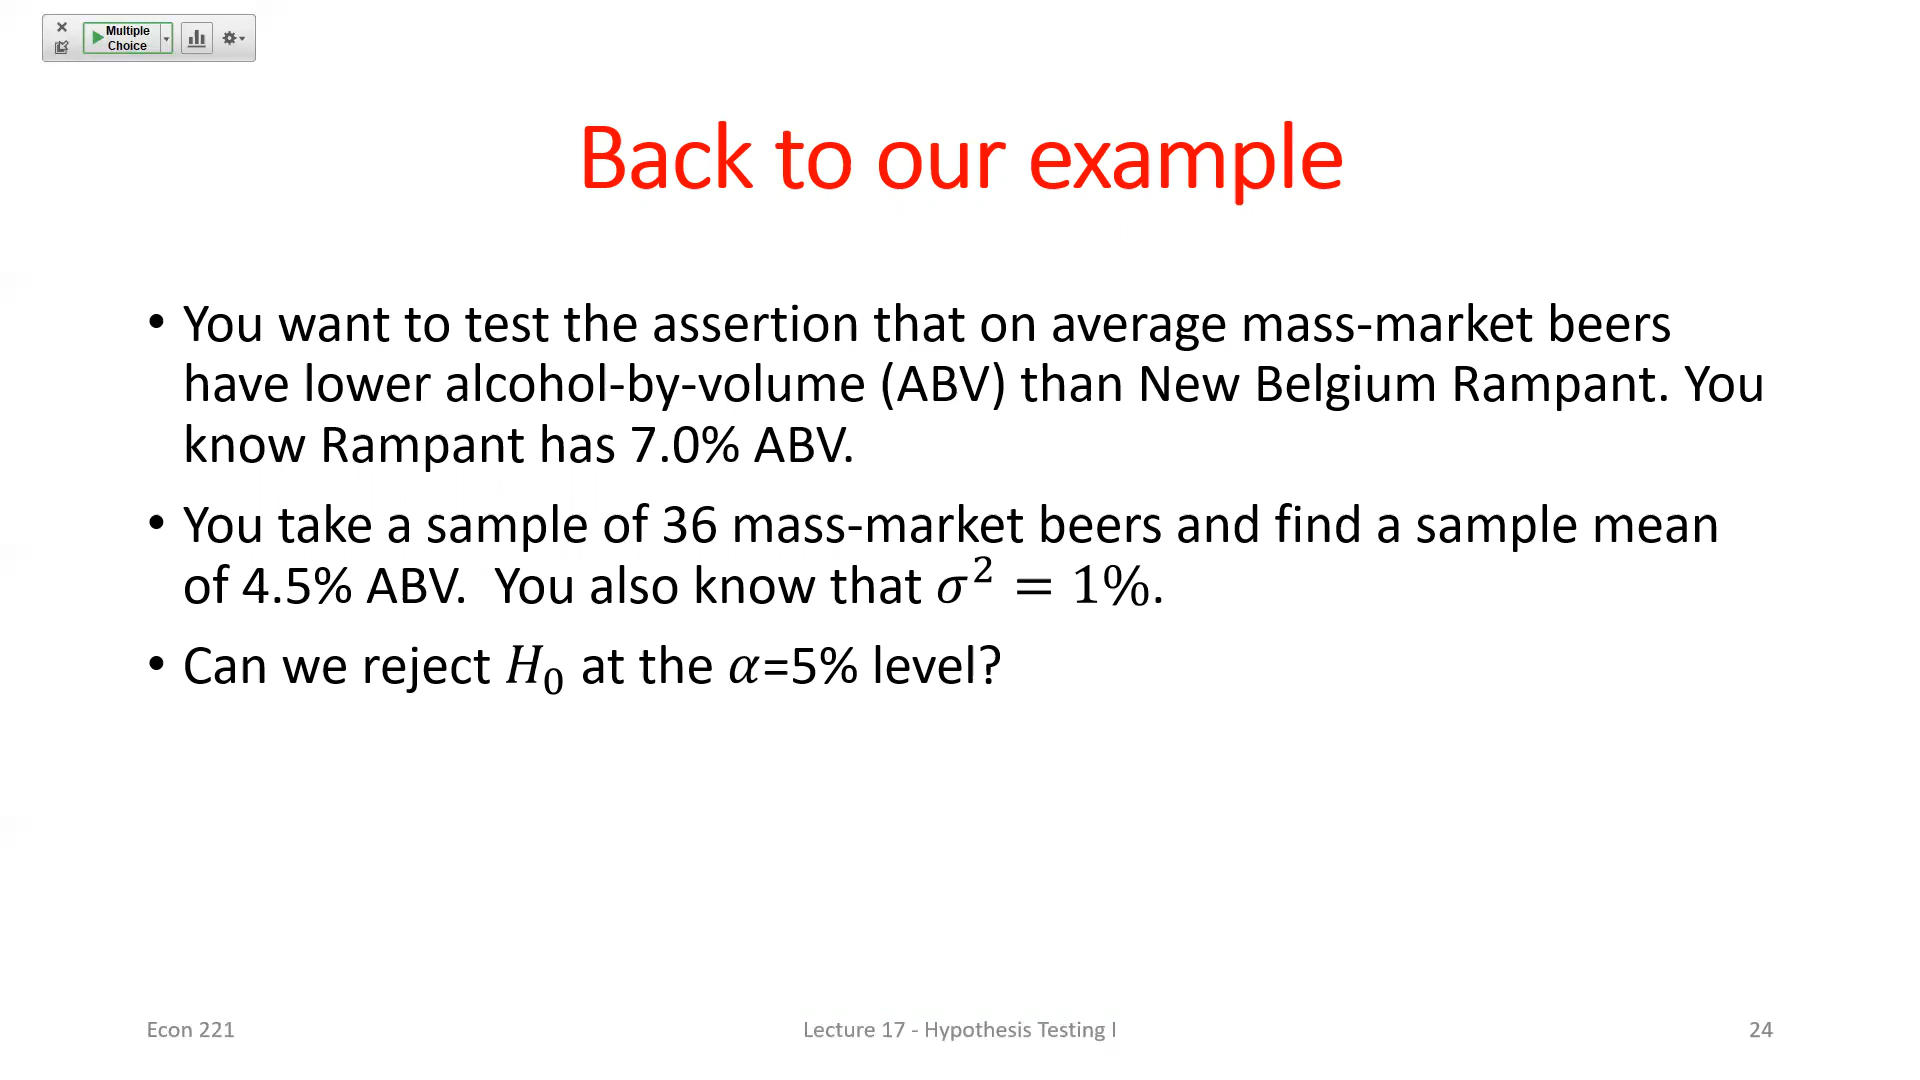 Multiple
Choice
Back to our example
• You want to test the assertion that on average mass-market beers
have lower alcohol-by-volume (ABV) than New Belgium Rampant. You
know Rampant has 7.0% ABV.
• You take a sample of 36 mass-market beers and find a sample mean
of 4.5% ABV.  You also know that 𝜎² = 1%.
• Can we reject 𝐻₀ at the 𝛼=5% level?
Econ 221
Lecture 17 - Hypothesis Testing I
24